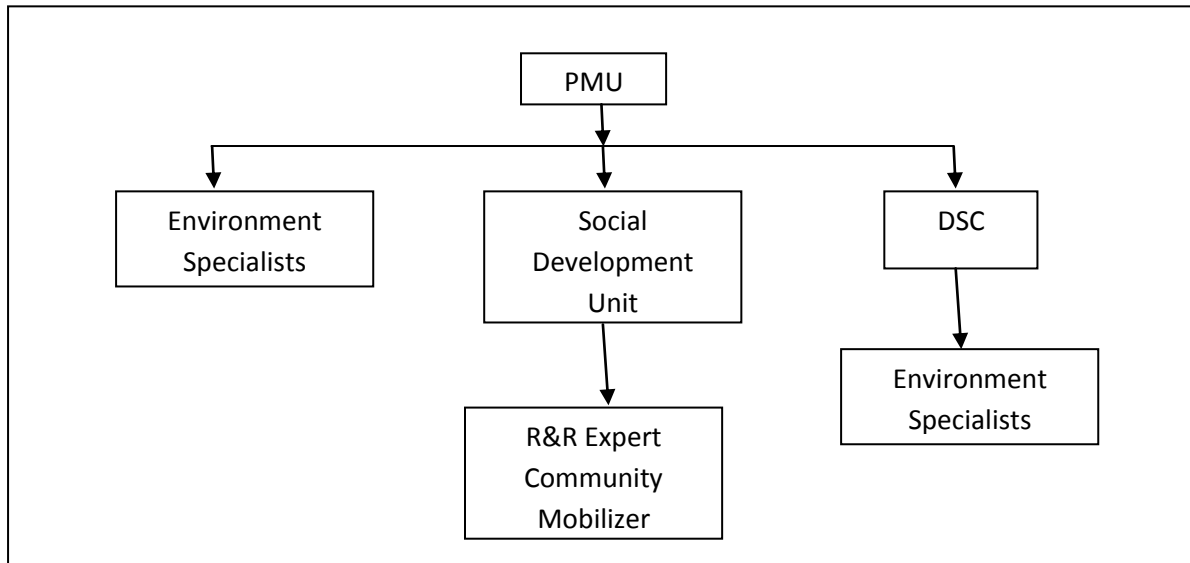 PMU
Environment
Specialists
Social
Development
Unit
DSC
Environment
Specialists
R&R Expert
Community
Mobilizer